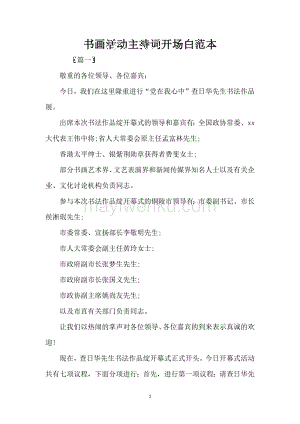 书画活动主持词开场白范本
【篇一】
敬重的各位领导、各位嘉宾:
今日,我们在这里隆重进行“党在我心中”查日华先生书法作品
展。
出席本次书法作品绽开幕式的领导和嘉宾有:全国政协常委、xx
大代表王伟中将;省人大常委会原主任孟富林先生;
香港太平绅士、银紫荆勋章获得者费斐女士;
部分书画艺术界、文艺表演界和新闻传媒界知名人士以及有关企
业、文化讨论机构负责同志。
参与本次书法作品绽开幕式的铜陵市领导有:市委副书记、市长
侯淅珉先生;
市委常委、宣扬部长李敬明先生;
市人大常委会副主任黄玲女士;
市政府副市长张梦生先生;
市政府副市长张国义先生;
市政协副主席姚尚友先生;
以及市直有关部门负责同志。
让我们以热闹的掌声对各位领导、各位嘉宾的到来表示真诚的欢
迎!
现在,查日华先生书法作品绽开幕式正式开头。今日开幕式活动
共有七项议程,下面分项进行:首先,进行第一项议程:请查日华先
1